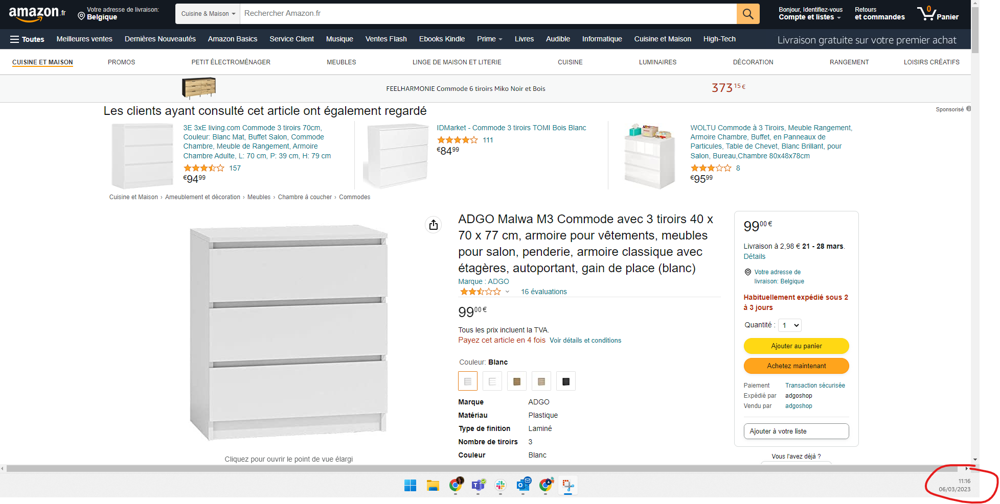 amazon.fr
Votre adresse de livraison:
Belgique
Cuisine & Maison
Rechercher Amazon.fr
Bonjour, Identifiez-vous
Compte et listes
Retours
et commandes
0
Panier
Toutes
Meilleures ventes
Dernières Nouveautés
Amazon Basics
Service Client
Musique
Ventes Flash
Ebooks Kindle
Prime
Livres
Audible
Informatique
Cuisine et Maison
High-Tech
Livraison gratuite sur votre premier achat
CUISINE ET MAISON
PROMOS
PETIT ÉLECTROMÉNAGER
MEUBLES
LINGE DE MAISON ET LITERIE
CUISINE
LUMINAIRES
DÉCORATION
RANGEMENT
LOISIRS CRÉATIFS
FEELHARMONIE Commode 6 tiroirs Miko Noir et Bois
373 15 €
Les clients ayant consulté cet article ont également regardé
Sponsorisé
3E 3xE living.com Commode 3 tiroirs 70cm,
Couleur: Blanc Mat, Buffet Salon, Commode
Chambre, Meuble de Rangement, Armoire
Chambre Adulte, L: 70 cm, P: 39 cm, H: 79 cm
157
€94 99
IDMarket - Commode 3 tiroirs TOMI Bois Blanc
111
€84 99
WOLTU Commode à 3 Tiroirs, Meuble Rangement,
Armoire Chambre, Buffet, en Panneaux de
Particules, Table de Chevet, Blanc Brillant, pour
Salon, Bureau,Chambre 80x48x78cm
8
€95 99
Cuisine et Maison › Ameublement et décoration › Meubles › Chambre à coucher › Commodes
Cliquez pour ouvrir le point de vue élargi
ADGO Malwa M3 Commode avec 3 tiroirs 40 x
70 x 77 cm, armoire pour vêtements, meubles
pour salon, penderie, armoire classique avec
étagères, autoportant, gain de place (blanc)
Marque : ADGO
16 évaluations
99 00 €
Tous les prix incluent la TVA.
Payez cet article en 4 fois Voir détails et conditions
Couleur: Blanc
Marque ADGO
Matériau Plastique
Type de finition Laminé
Nombre de tiroirs 3
Couleur Blanc
99 00 €
Livraison à 2,98 € 21 - 28 mars.
Détails
Votre adresse de
livraison: Belgique
Habituellement expédié sous 2
à 3 jours
Quantité : 1
Ajouter au panier
Achetez maintenant
Paiement Transaction sécurisée
Expédié par adgoshop
Vendu par adgoshop
Ajouter à votre liste
Vous l'avez déjà ?
11:16
06/03/2023